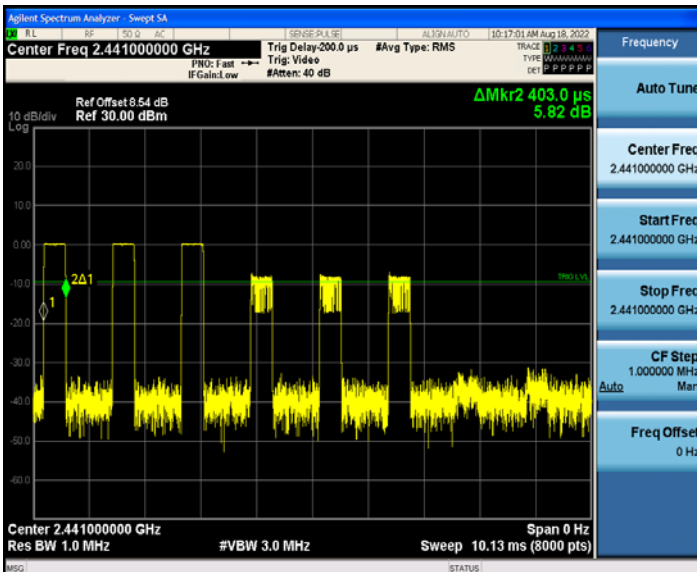 Agilent Spectrum Analyzer - Swept SA
RL RF 50 Ω AC SENSE:PULSE ALIGN AUTO 10:17:01 AM Aug 18, 2022
Center Freq 2.441000000 GHz
PNO: Fast
IFGain:Low
Trig Delay-200.0 µs
Trig: Video
#Atten: 40 dB
#Avg Type: RMS
TRACE 1 2 3 4 5 6
TYPE
DET P P P P P P
Ref Offset 8.54 dB
Ref 30.00 dBm
ΔMkr2 403.0 µs
5.82 dB
10 dB/div
Log
20.0
10.0
0.00
-10.0
-20.0
-30.0
-40.0
-50.0
-60.0
2Δ1
1
TRIG LVL
Center 2.441000000 GHz
Span 0 Hz
Res BW 1.0 MHz
#VBW 3.0 MHz
Sweep 10.13 ms (8000 pts)
MSG
STATUS
Frequency
Auto Tune
Center Freq
2.441000000 GHz
Start Freq
2.441000000 GHz
Stop Freq
2.441000000 GHz
CF Step
1.000000 MHz
Auto Man
Freq Offset
0 Hz